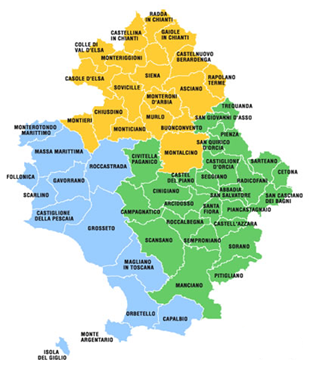 RADDA
IN CHIANTI
CASTELLINA
IN CHIANTI
GAIOLE
IN CHIANTI
COLLE DI
VAL D'ELSA
MONTERIGGIONI
CASTELNUOVO
BERARDENGA
CASOLE D'ELSA
SIENA
RAPOLANO
TERME
SOVICILLE
ASCIANO
MONTERONI
D'ARBIA
TREQUANDA
CHIUSDINO
MURLO
SAN GIOVANNI D'ASSO
MONTIERI
MONTICIANO
BUONCONVENTO
MONTEROTONDO
MARITTIMO
PIENZA
SAN QUIRICO
D'ORCIA
MASSA MARITTIMA
CIVITELLA
PAGANICO
MONTALCINO
CASTIGLIONE
D'ORCIA
SARTEANO
ROCCASTRADA
CETONA
FOLLONICA
GAVORRANO
CASTEL
DEL PIANO
SEGGIANO
RADICOFANI
CINIGIANO
ABBADIA
SAN SALVATORE
SCARLINO
SAN CASCIANO
DEI BAGNI
ARCIDOSSO
SANTA
FIORA
PIANCASTAGNAIO
CASTIGLIONE
DELLA PESCAIA
CAMPAGNATICO
ROCCALBEGNA
CASTELL'AZZARA
GROSSETO
SCANSANO
SEMPRONIANO
SORANO
MAGLIANO
IN TOSCANA
PITIGLIANO
MANCIANO
ORBETELLO
CAPALBIO
MONTE
ARGENTARIO
ISOLA
DEL GIGLIO